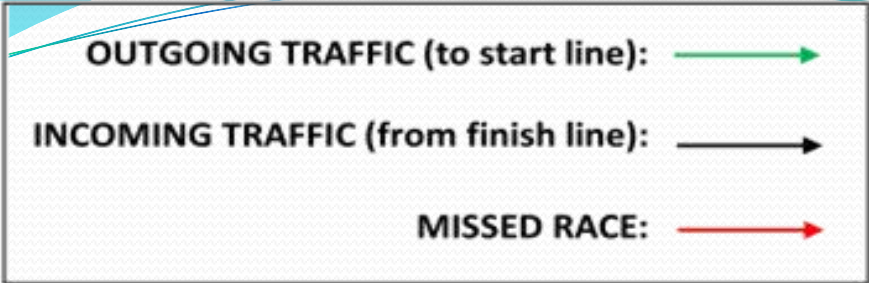 OUTGOING TRAFFIC (to start line):
INCOMING TRAFFIC (from finish line):
MISSED RACE: